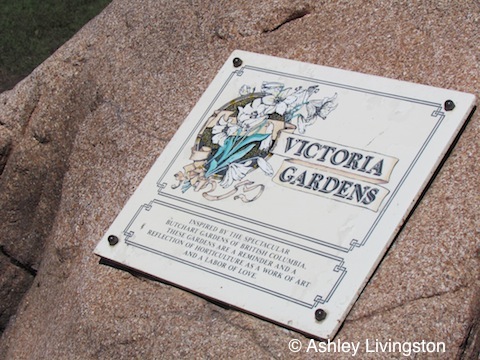 VICTORIA
GARDENS
INSPIRED BY THE SPECTACULAR
BUTCHARE GARDENS OF BRITISH COLUMBIA.
THESE GARDENS ARE A REMINDER AND A
REFLECTION OF HORTICULTURE AS A WORK OF ART
AND A LABOR OF LOVE.
© Ashley Livingston